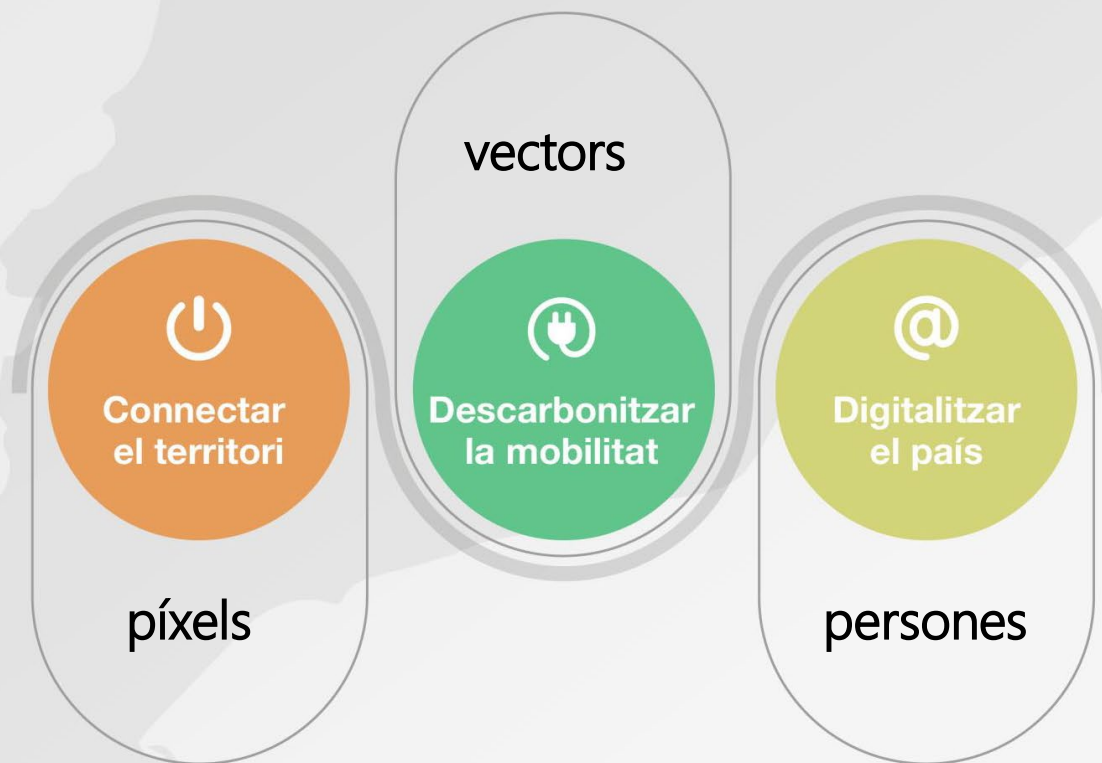 vectors
Connectar
el territori
píxels
Descarbonitzar
la mobilitat
@
Digitalitzar
el país
persones